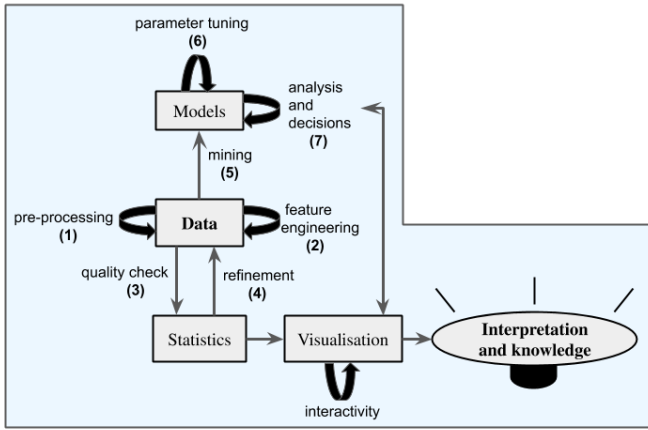 parameter tuning
(6)
Models
analysis
and
decisions
(7)
mining
(5)
pre-processing
(1)
Data
feature
engineering
(2)
quality check
(3)
refinement
(4)
Statistics
Visualisation
Interpretation
and knowledge
interactivity